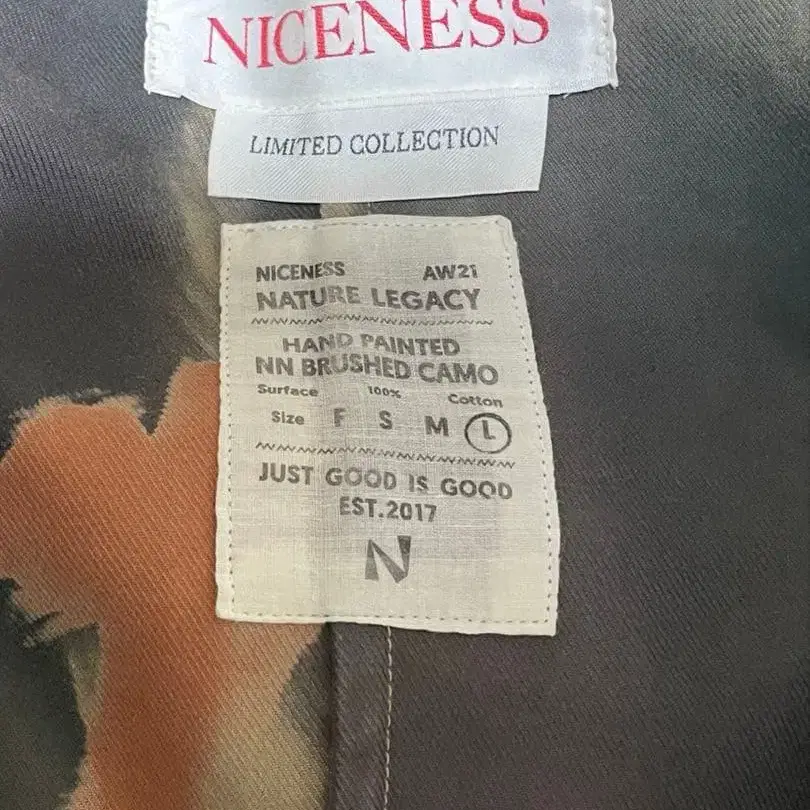 NICENESS
LIMITED COLLECTION
NICENESS AW21
NATURE LEGACY
HAND PAINTED
NN BRUSHED CAMO
Surface 100% Cotton
Size F S M L
JUST GOOD IS GOOD
EST.2017
N